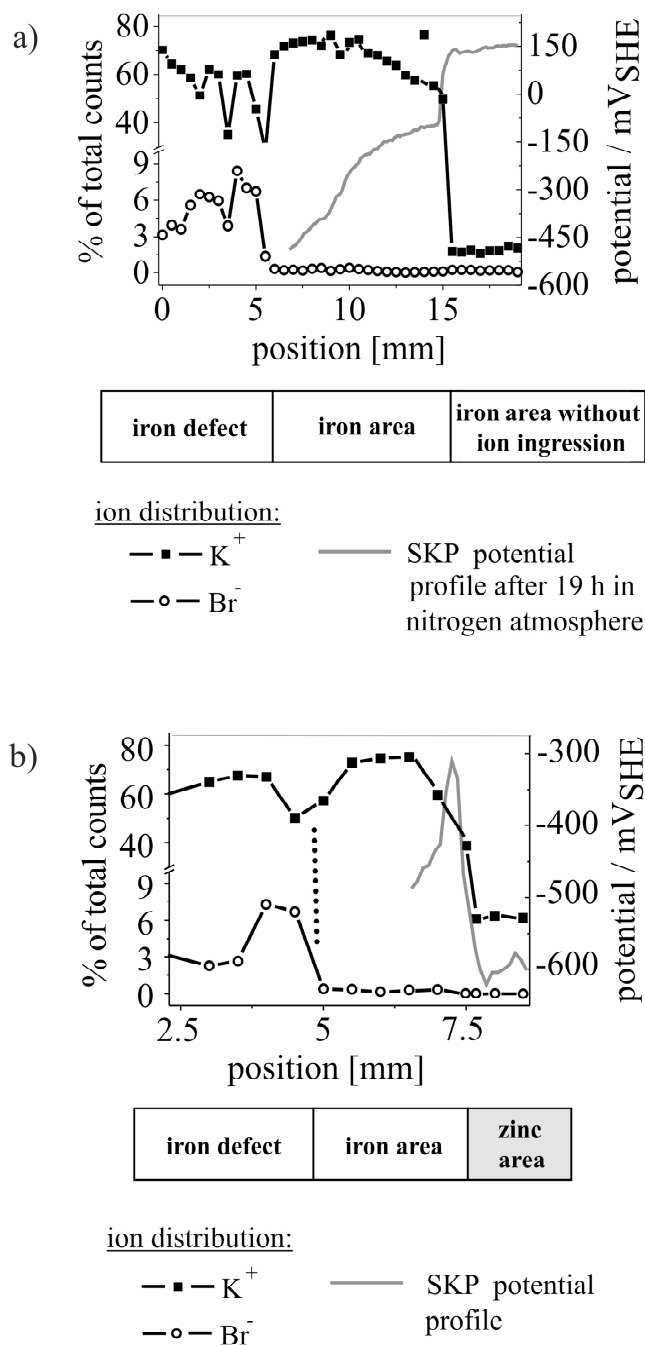 a)
% of total counts
80
60
40
9
6
3
0
150
0
-150
-300
-450
-600
potential / mV SHE
0 5 10 15
position [mm]
iron defect
iron area
iron area without
ion ingression
ion distribution:
K+
Br-
SKP potential
profile after 19 h in
nitrogen atmosphere
b)
% of total counts
80
60
40
9
6
3
0
-300
-400
-500
-600
potential / mV SHE
2.5 5 7.5
position [mm]
iron defect
iron area
zinc
area
ion distribution:
K+
Br-
SKP potential
profile